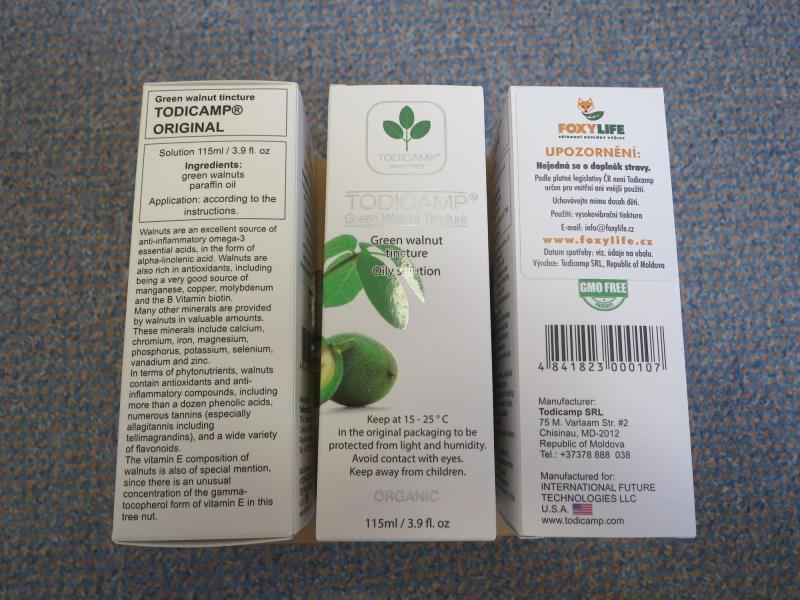 Green walnut tincture
TODICAMP®
ORIGINAL
Solution 115ml / 3.9 fl. oz
Ingredients:
green walnuts
paraffin oil
Application: according to the
instructions.
Walnuts are an excellent source of
anti-inflammatory omega-3
essential acids, in the form of
alpha-linolenic acid. Walnuts are
also rich in antioxidants, including
being a very good source of
manganese, copper, molybdenum
and the B Vitamin biotin.
Many other minerals are provided
by walnuts in valuable amounts.
These minerals include calcium,
chromium, iron, magnesium,
phosphorus, potassium, selenium,
vanadium and zinc.
In terms of phytonutrients, walnuts
contain antioxidants and anti-
inflammatory compounds, including
more than a dozen phenolic acids,
numerous tannins (especially
allagitannis including
tellimagrandins), and a wide variety
of flavonoids.
The vitamin E composition of
walnuts is also of special mention,
since there is an unusual
concentration of the gamma-
tocopherol form of vitamin E in this
tree nut.
TODICAMP™
TODICAMP®
Green Walnut Tincture
Green walnut
tincture
Oily solution
Keep at 15 - 25 ° C
in the original packaging to be
protected from light and humidity.
Avoid contact with eyes.
Keep away from children.
ORGANIC
115ml / 3.9 fl. oz
FOXYLIFE
PŘÍRODNÍ DOPLŇKY VÝŽIVY
UPOZORNĚNÍ:
Nejedná se o doplněk stravy.
Podle platné legislativy ČR není Todicamp
určen pro vnitřní ani vnější použití.
Uchovávejte mimo dosah dětí.
Použití: vysokovibrační tinktura
E-mail: info@foxylife.cz
www.foxylife.cz
Datum spotřeby: viz. údaje na obalu.
Výrobce: Todicamp SRL, Republic of Moldova
GMO FREE
PRODUCT
4 841823 000107
Manufacturer:
Todicamp SRL
75 M. Varlaam Str. #2
Chisinau, MD-2012
Republic of Moldova
Tel.: +37378 888 038
Manufactured for:
INTERNATIONAL FUTURE
TECHNOLOGIES LLC
U.S.A.
www.todicamp.com